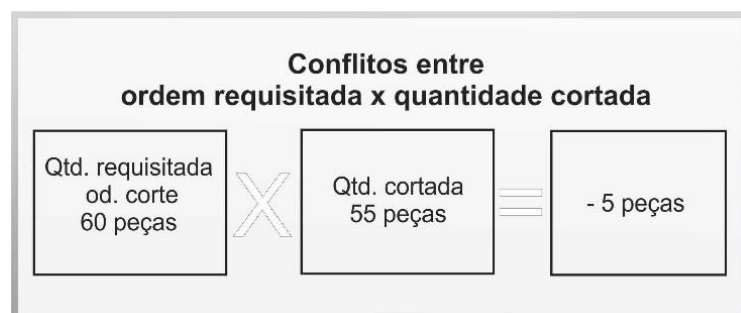 Conflitos entre
ordem requisitada x quantidade cortada
Qtd. requisitada
od. corte
60 peças
X
Qtd. cortada
55 peças
=
- 5 peças